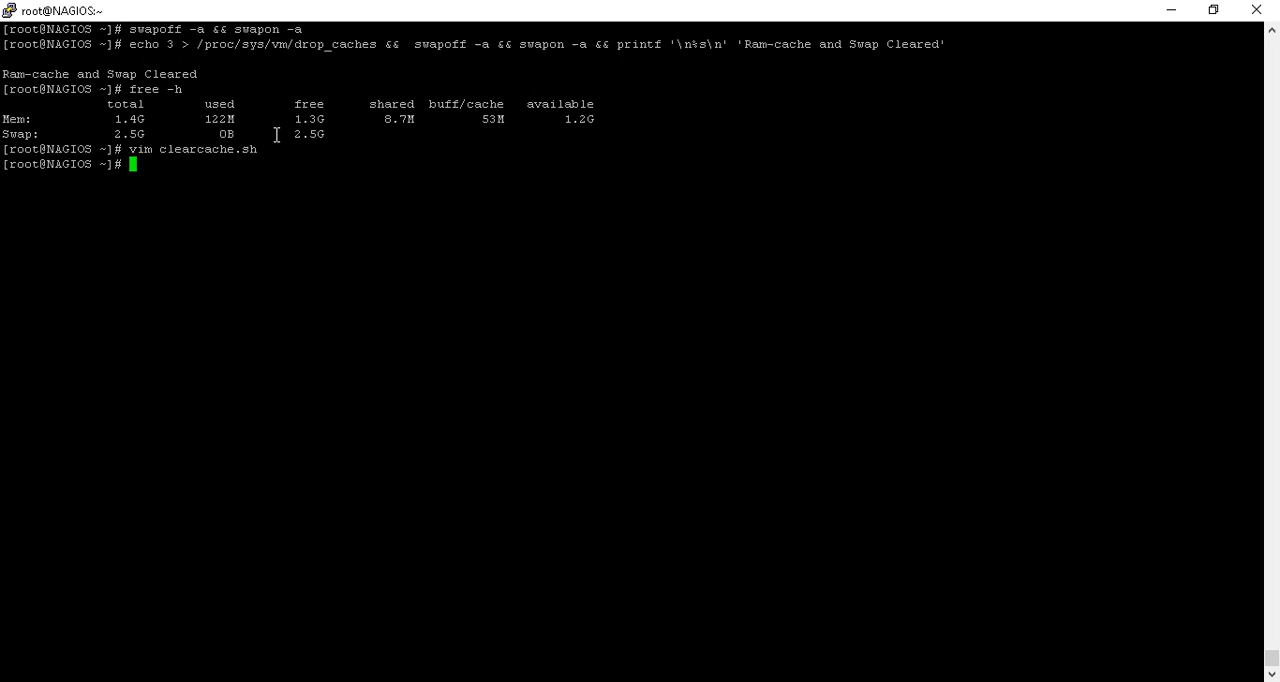 root@NAGIOS:~
[root@NAGIOS ~]# swapoff -a && swapon -a
[root@NAGIOS ~]# echo 3 > /proc/sys/vm/drop_caches &&  swapoff -a && swapon -a && printf '\n%s\n' 'Ram-cache and Swap Cleared'
Ram-cache and Swap Cleared
[root@NAGIOS ~]# free -h
total used free shared buff/cache available
Mem: 1.4G 122M 1.3G 8.7M 53M 1.2G
Swap: 2.5G 0B 2.5G
[root@NAGIOS ~]# vim clearcache.sh
[root@NAGIOS ~]#